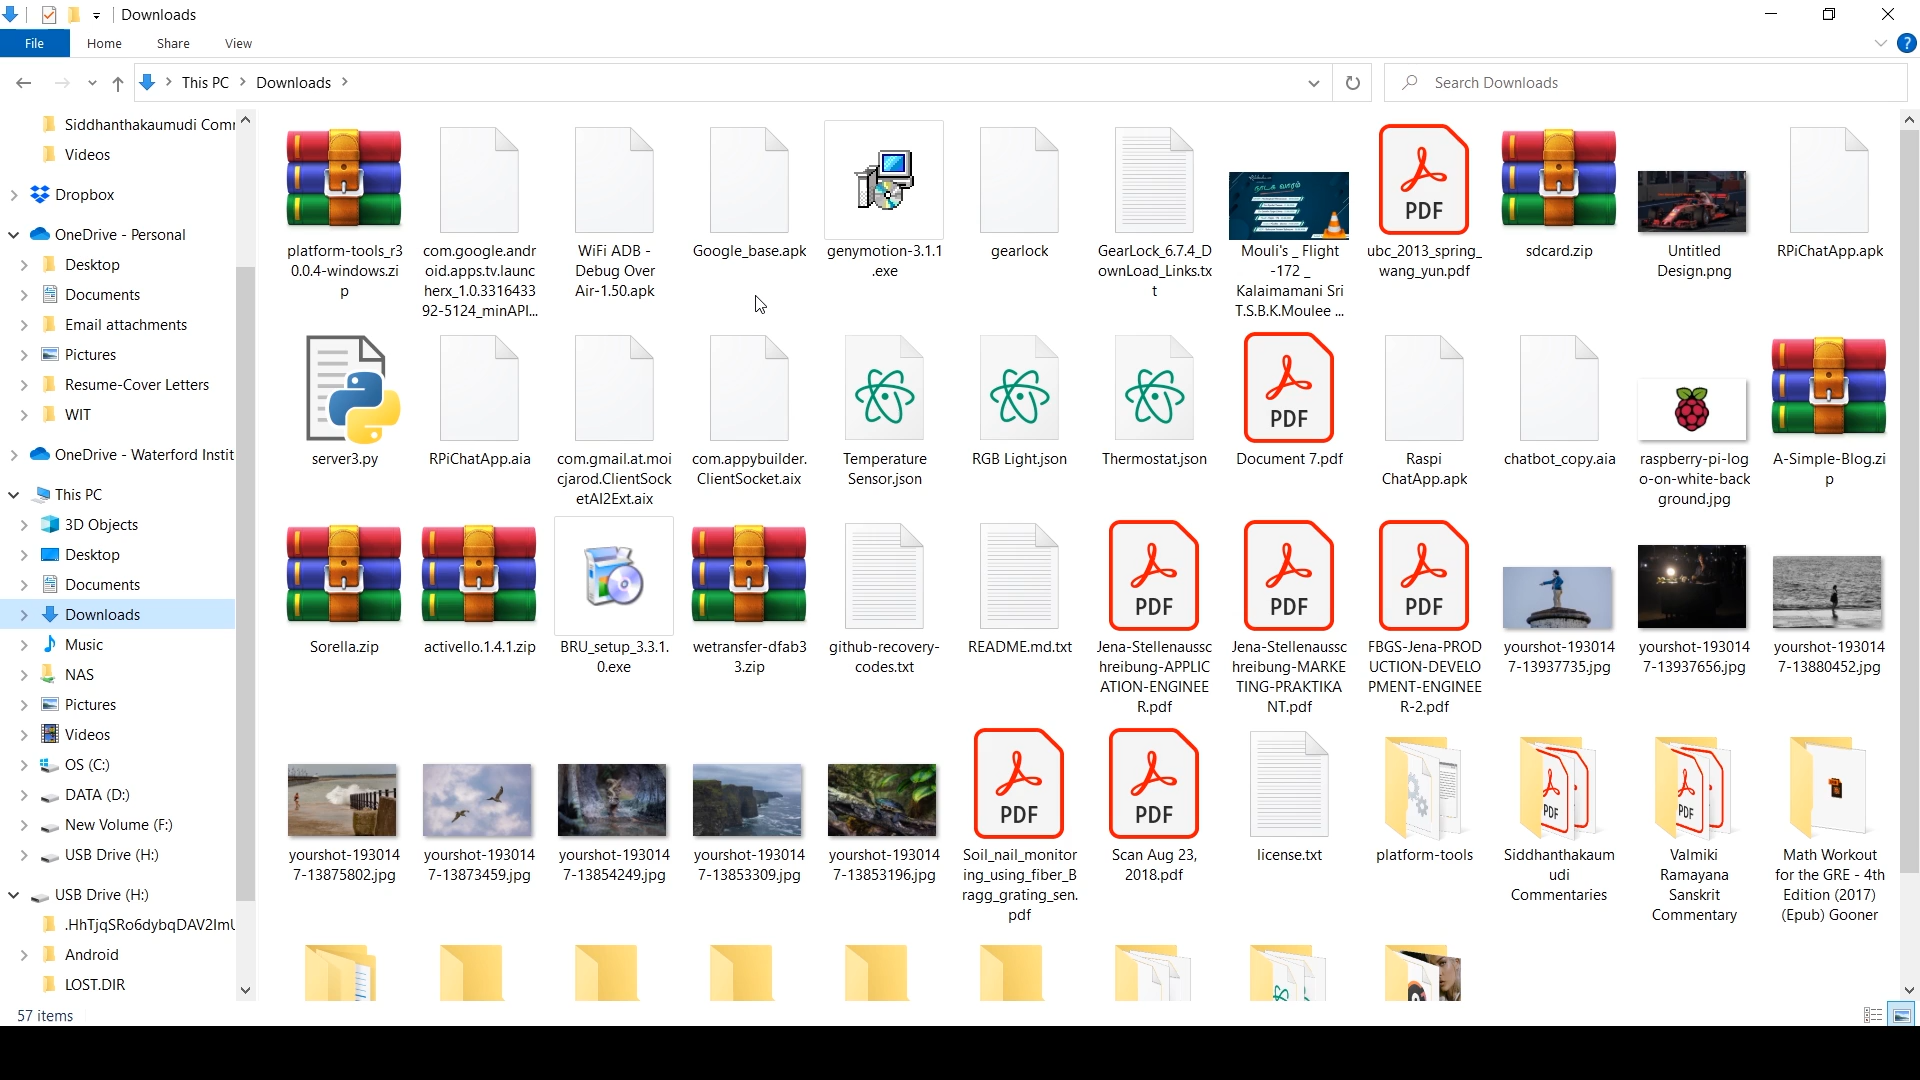 Downloads
File
Home
Share
View
This PC
Downloads
Search Downloads
Siddhanthakaumudi Com
Videos
Dropbox
OneDrive - Personal
Desktop
Documents
Email attachments
Pictures
Resume-Cover Letters
WIT
OneDrive - Waterford Instit
This PC
3D Objects
Desktop
Documents
Downloads
Music
NAS
Pictures
Videos
OS (C:)
DATA (D:)
New Volume (F:)
USB Drive (H:)
USB Drive (H:)
.HhTjqSRo6dybqDAV2Iml
Android
LOST.DIR
platform-tools_r3
0.0.4-windows.zi
p
com.google.andr
oid.apps.tv.launc
herx_1.0.3316433
92-5124_minAPI...
WiFi ADB -
Debug Over
Air-1.50.apk
Google_base.apk
genymotion-3.1.1
.exe
gearlock
GearLock_6.7.4_D
ownLoad_Links.tx
t
நாடக வாரம்
Mouli's _ Flight
-172 _
Kalaimamani Sri
T.S.B.K.Moulee ...
PDF
ubc_2013_spring_
wang_yun.pdf
sdcard.zip
Untitled
Design.png
RPiChatApp.apk
server3.py
RPiChatApp.aia
com.gmail.at.moi
cjarod.ClientSock
etAI2Ext.aix
com.appybuilder.
ClientSocket.aix
Temperature
Sensor.json
RGB Light.json
Thermostat.json
PDF
Document 7.pdf
Raspi
ChatApp.apk
chatbot_copy.aia
raspberry-pi-log
o-on-white-back
ground.jpg
A-Simple-Blog.zi
p
Sorella.zip
activello.1.4.1.zip
BRU_setup_3.3.1.
0.exe
wetransfer-dfab3
3.zip
github-recovery-
codes.txt
README.md.txt
PDF
Jena-Stellenaussc
hreibung-APPLIC
ATION-ENGINEE
R.pdf
PDF
Jena-Stellenaussc
hreibung-MARKE
TING-PRAKTIKA
NT.pdf
PDF
FBGS-Jena-PROD
UCTION-DEVELO
PMENT-ENGINEE
R-2.pdf
yourshot-193014
7-13937735.jpg
yourshot-193014
7-13937656.jpg
yourshot-193014
7-13880452.jpg
yourshot-193014
7-13875802.jpg
yourshot-193014
7-13873459.jpg
yourshot-193014
7-13854249.jpg
yourshot-193014
7-13853309.jpg
yourshot-193014
7-13853196.jpg
PDF
Soil_nail_monitor
ing_using_fiber_B
ragg_grating_sen.
pdf
PDF
Scan Aug 23,
2018.pdf
license.txt
platform-tools
Siddhanthakaum
udi
Commentaries
PDF
Valmiki
Ramayana
Sanskrit
Commentary
PDF
Math Workout
for the GRE - 4th
Edition (2017)
(Epub) Gooner
57 items